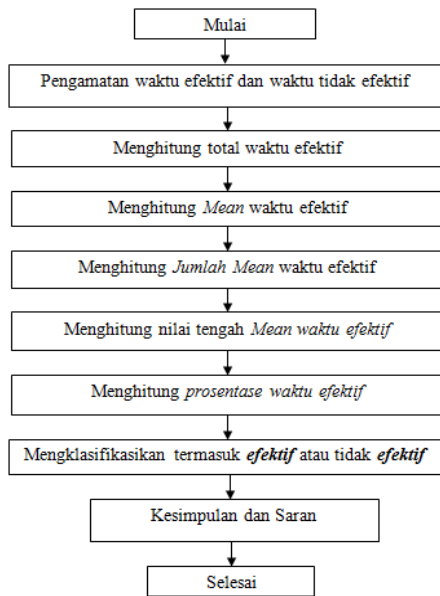 Mulai
Pengamatan waktu efektif dan waktu tidak efektif
Menghitung total waktu efektif
Menghitung Mean waktu efektif
Menghitung Jumlah Mean waktu efektif
Menghitung nilai tengah Mean waktu efektif
Menghitung prosentase waktu efektif
Mengklasifikasikan termasuk efektif atau tidak efektif
Kesimpulan dan Saran
Selesai